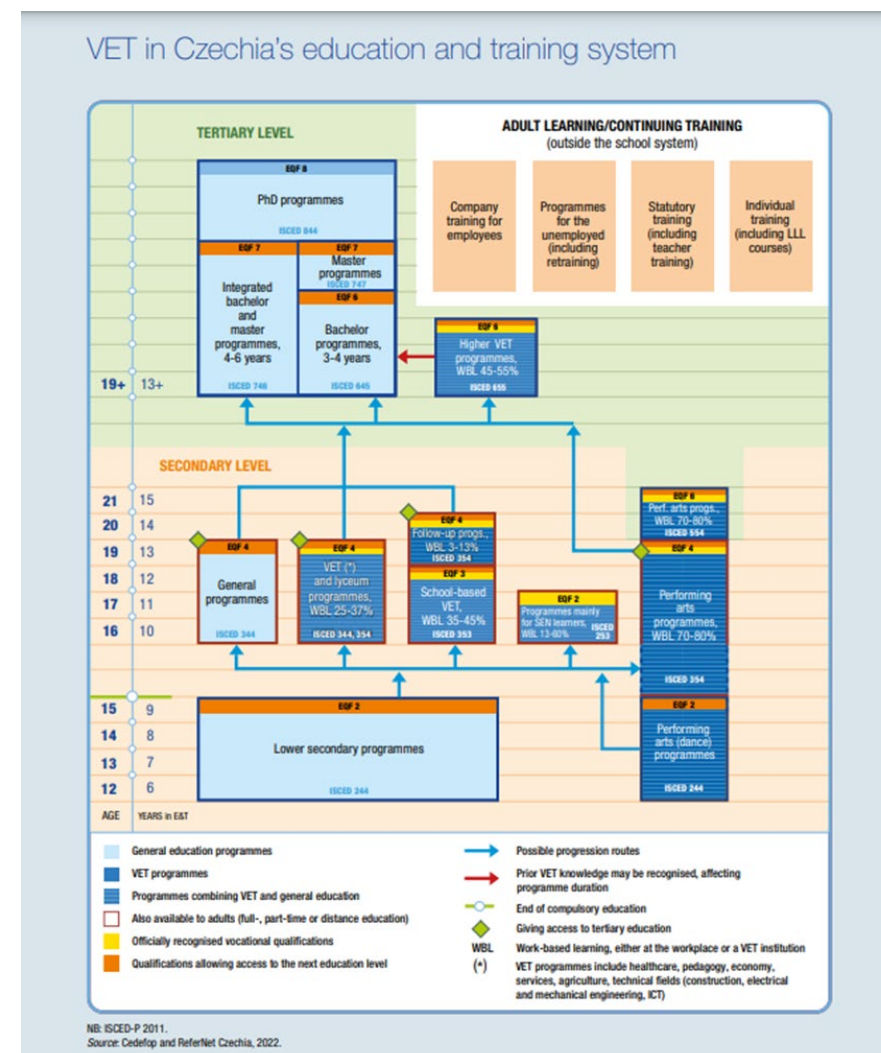 VET in Czechia's education and training system
TERTIARY LEVEL
ADULT LEARNING/CONTINUING TRAINING
(outside the school system)
Company
training for
employees
Programmes
for the
unemployed
(including
retraining)
Statutory
training
(including
teacher
training)
Individual
training
(including LLL
courses)
EQF 8
PhD programmes
ISCED 844
EQF 7
Integrated
bachelor
and
master
programmes,
4-6 years
ISCED 746
EQF 7
Master
programmes
ISCED 747
EQF 6
Bachelor
programmes,
3-4 years
ISCED 645
EQF 6
Higher VET
programmes,
WBL 45-55%
ISCED 655
19+ 13+
SECONDARY LEVEL
21 15
20 14
19 13
18 12
17 11
16 10
EQF 4
General
programmes
ISCED 344
EQF 4
VET (*)
and lyceum
programmes,
WBL 25-37%
ISCED 344, 354
EQF 4
Follow-up progs.,
WBL 3-13%
ISCED 354
EQF 3
School-based
VET,
WBL 35-45%
ISCED 353
EQF 2
Programmes mainly
for SEN learners,
WBL 13-60%
ISCED
253
EQF 6
Perf. arts progs.,
WBL 70-80%
ISCED 554
EQF 4
Performing
arts
programmes,
WBL 70-80%
ISCED 354
15 9
14 8
13 7
12 6
EQF 2
Lower secondary programmes
ISCED 244
EQF 2
Performing
arts (dance)
programmes
ISCED 244
AGE YEARS in E&T
General education programmes
VET programmes
Programmes combining VET and general education
Also available to adults (full-, part-time or distance education)
Officially recognised vocational qualifications
Qualifications allowing access to the next education level
Possible progression routes
Prior VET knowledge may be recognised, affecting
programme duration
End of compulsory education
Giving access to tertiary education
WBL Work-based learning, either at the workplace or a VET institution
(*) VET programmes include healthcare, pedagogy, economy,
services, agriculture, technical fields (construction, electrical
and mechanical engineering, ICT)
NB: ISCED-P 2011.
Source: Cedefop and ReferNet Czechia, 2022.